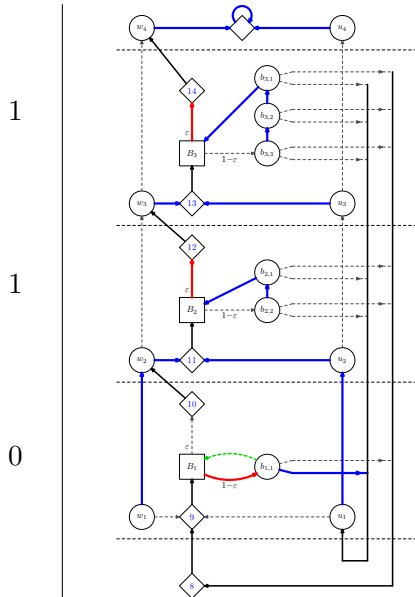 w₄ u₄
14 b₃,₁
1 b₃,₂
ε
B₃ 1−ε b₃,₃
w₃ 13 u₃
12
1 ε b₂,₁
B₂ 1−ε b₂,₂
w₂ 11 u₂
10
ε
0 B₁ 1−ε b₁,₁
w₁ 9 u₁
8